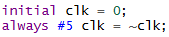 initial clk = 0;
always #5 clk = ~clk;